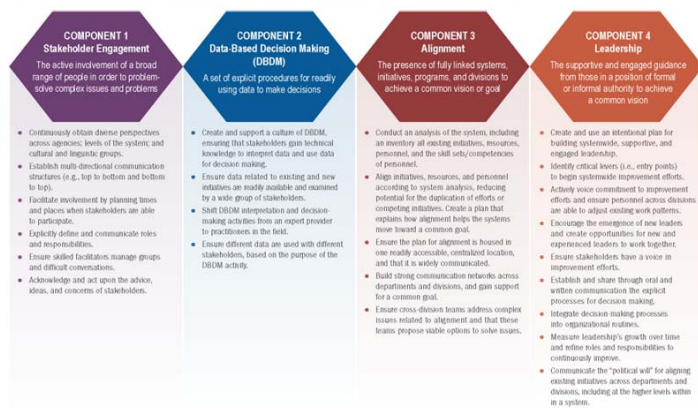 COMPONENT 1
Stakeholder Engagement
The active involvement of a broad
range of people in order to problem-
solve complex issues and problems
• Continuously obtain diverse perspectives
across agencies; levels of the system; and
cultural and linguistic groups.
• Establish multi-directional communication
structures (e.g., top to bottom and bottom
to top).
• Facilitate involvement by planning times
and places when stakeholders are able
to participate.
• Explicitly define and communicate roles
and responsibilities.
• Ensure skilled facilitators manage groups
and difficult conversations.
• Acknowledge and act upon the advice,
ideas, and concerns of stakeholders.
COMPONENT 2
Data-Based Decision Making
(DBDM)
A set of explicit procedures for readily
using data to make decisions
• Create and support a culture of DBDM,
ensuring that stakeholders gain technical
knowledge to interpret data and use data
for decision making.
• Ensure data related to existing and new
initiatives are readily available and examined
by a wide group of stakeholders.
• Shift DBDM interpretation and decision-
making activities from an expert provider
to practitioners in the field.
• Ensure different data are used with different
stakeholders, based on the purpose of the
DBDM activity.
COMPONENT 3
Alignment
The presence of fully linked systems,
initiatives, programs, and divisions to
achieve a common vision or goal
• Conduct an analysis of the system, including
an inventory all existing initiatives, resources,
personnel, and the skill sets/competencies
of personnel.
• Align initiatives, resources, and personnel
according to system analysis, reducing
potential for the duplication of efforts or
competing initiatives. Create a plan that
explains how alignment helps the systems
move toward a common goal.
• Ensure the plan for alignment is housed in
one readily accessible, centralized location,
and that it is widely communicated.
• Build strong communication networks across
departments and divisions, and gain support
for a common goal.
• Ensure cross-division teams address complex
issues related to alignment and that these
teams propose viable options to solve issues.
COMPONENT 4
Leadership
The supportive and engaged guidance
from those in a position of formal
or informal authority to achieve
a common vision
• Create and use an intentional plan for
building systemwide, supportive,
and engaged leadership.
• Identify critical levers (i.e., entry points) to
begin systemwide improvement efforts.
• Actively voice commitment to improvement
efforts and ensure personnel across divisions
are able to adjust existing work patterns.
• Encourage the emergence of new leaders
and create opportunities for new and
experienced leaders to work together.
• Ensure stakeholders have a voice in
improvement efforts.
• Establish and share through oral and
written communication the explicit
processes for decision making.
• Integrate decision-making processes
into organizational routines.
• Measure leadership's growth over time
and refine roles and responsibilities to
continuously improve.
• Communicate the "political will" for aligning
existing initiatives across departments and
divisions, including at the higher levels within
in a system.